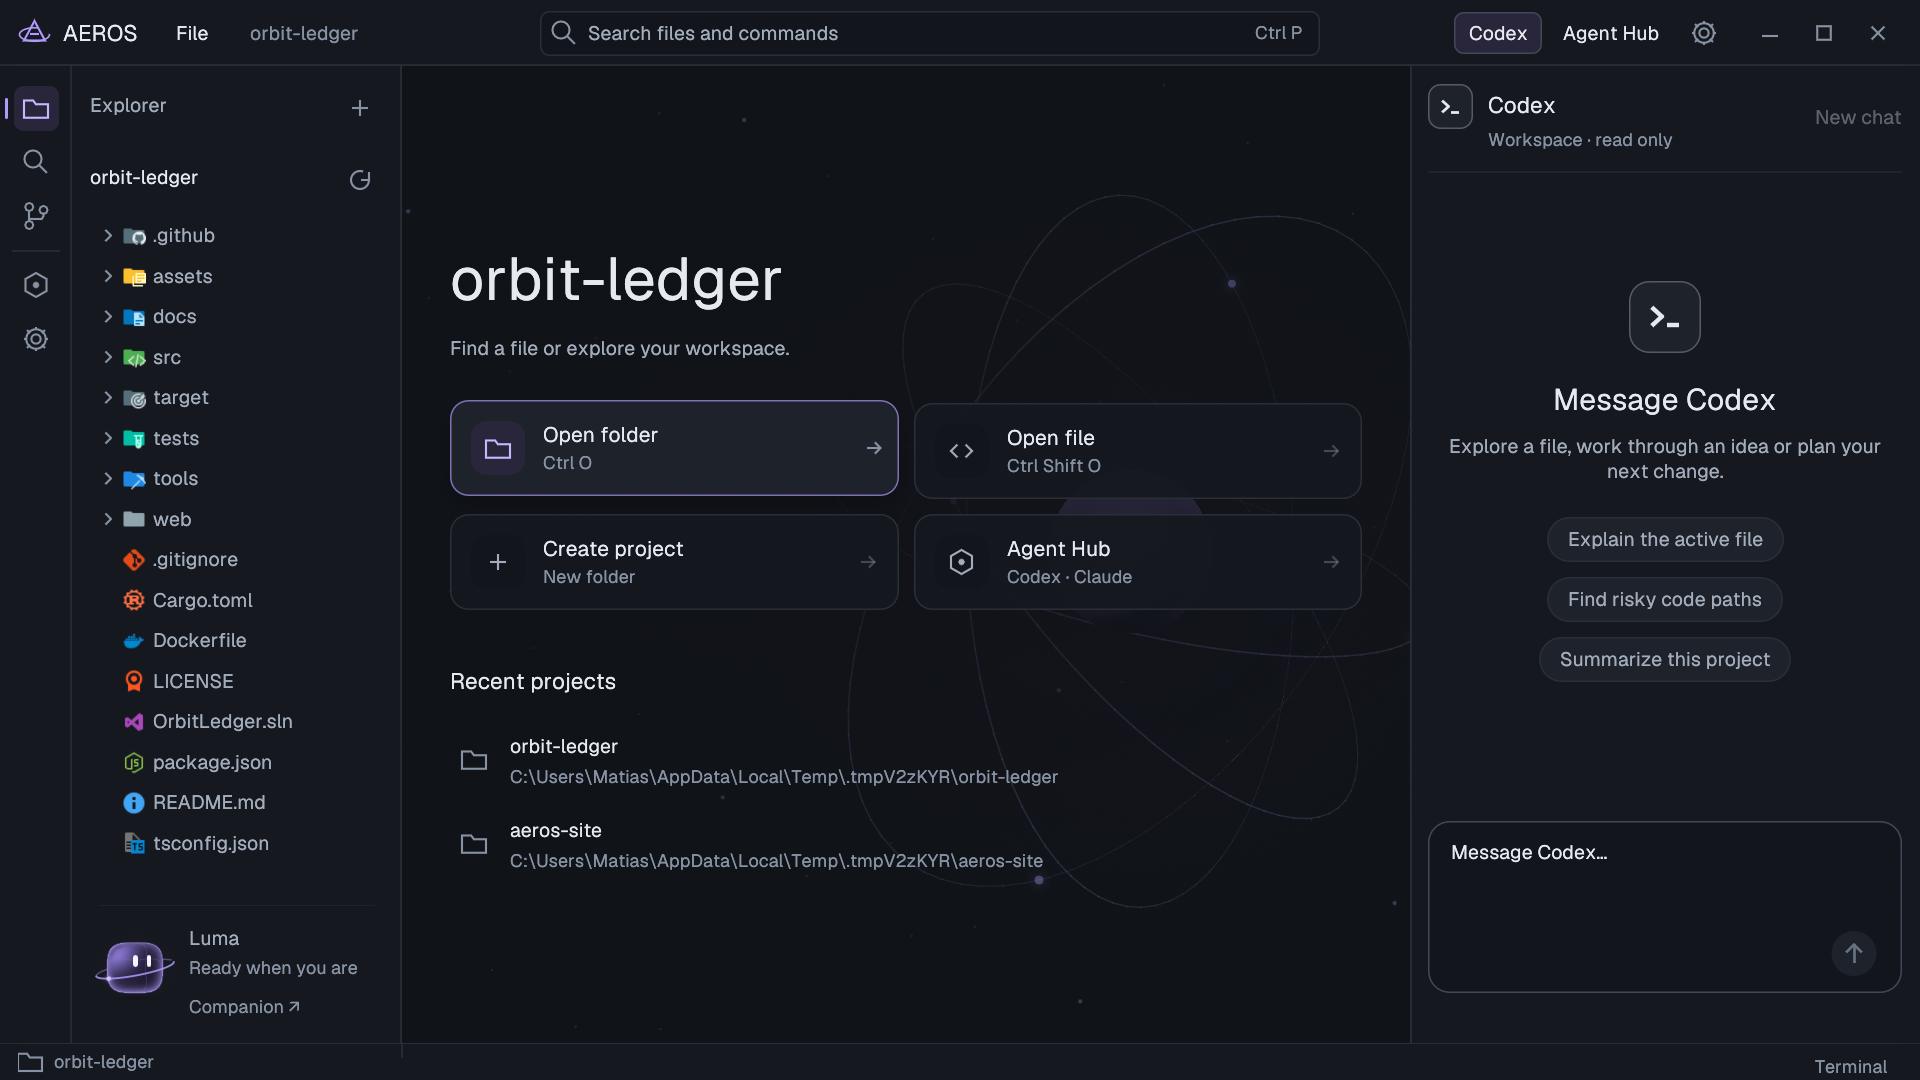 AEROS
File
orbit-ledger
Search files and commands
Ctrl P
Codex
Agent Hub
Explorer
orbit-ledger
.github
assets
docs
src
target
tests
tools
web
.gitignore
Cargo.toml
Dockerfile
LICENSE
OrbitLedger.sln
package.json
README.md
tsconfig.json
Luma
Ready when you are
Companion ↗
orbit-ledger
Find a file or explore your workspace.
Open folder
Ctrl O
Open file
Ctrl Shift O
Create project
New folder
Agent Hub
Codex · Claude
Recent projects
orbit-ledger
C:\Users\Matias\AppData\Local\Temp\.tmpV2zKYR\orbit-ledger
aeros-site
C:\Users\Matias\AppData\Local\Temp\.tmpV2zKYR\aeros-site
Codex
Workspace · read only
New chat
Message Codex
Explore a file, work through an idea or plan your
next change.
Explain the active file
Find risky code paths
Summarize this project
Message Codex…
orbit-ledger
Terminal